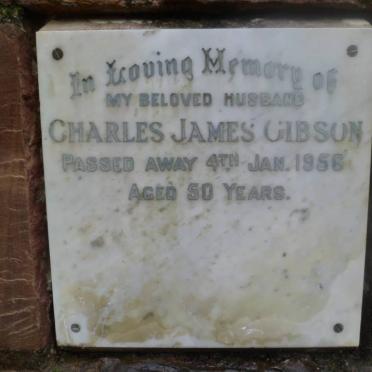 In Loving Memory of
MY BELOVED HUSBAND
CHARLES JAMES GIBSON
PASSED AWAY 4TH JAN. 1956
AGED 50 YEARS.